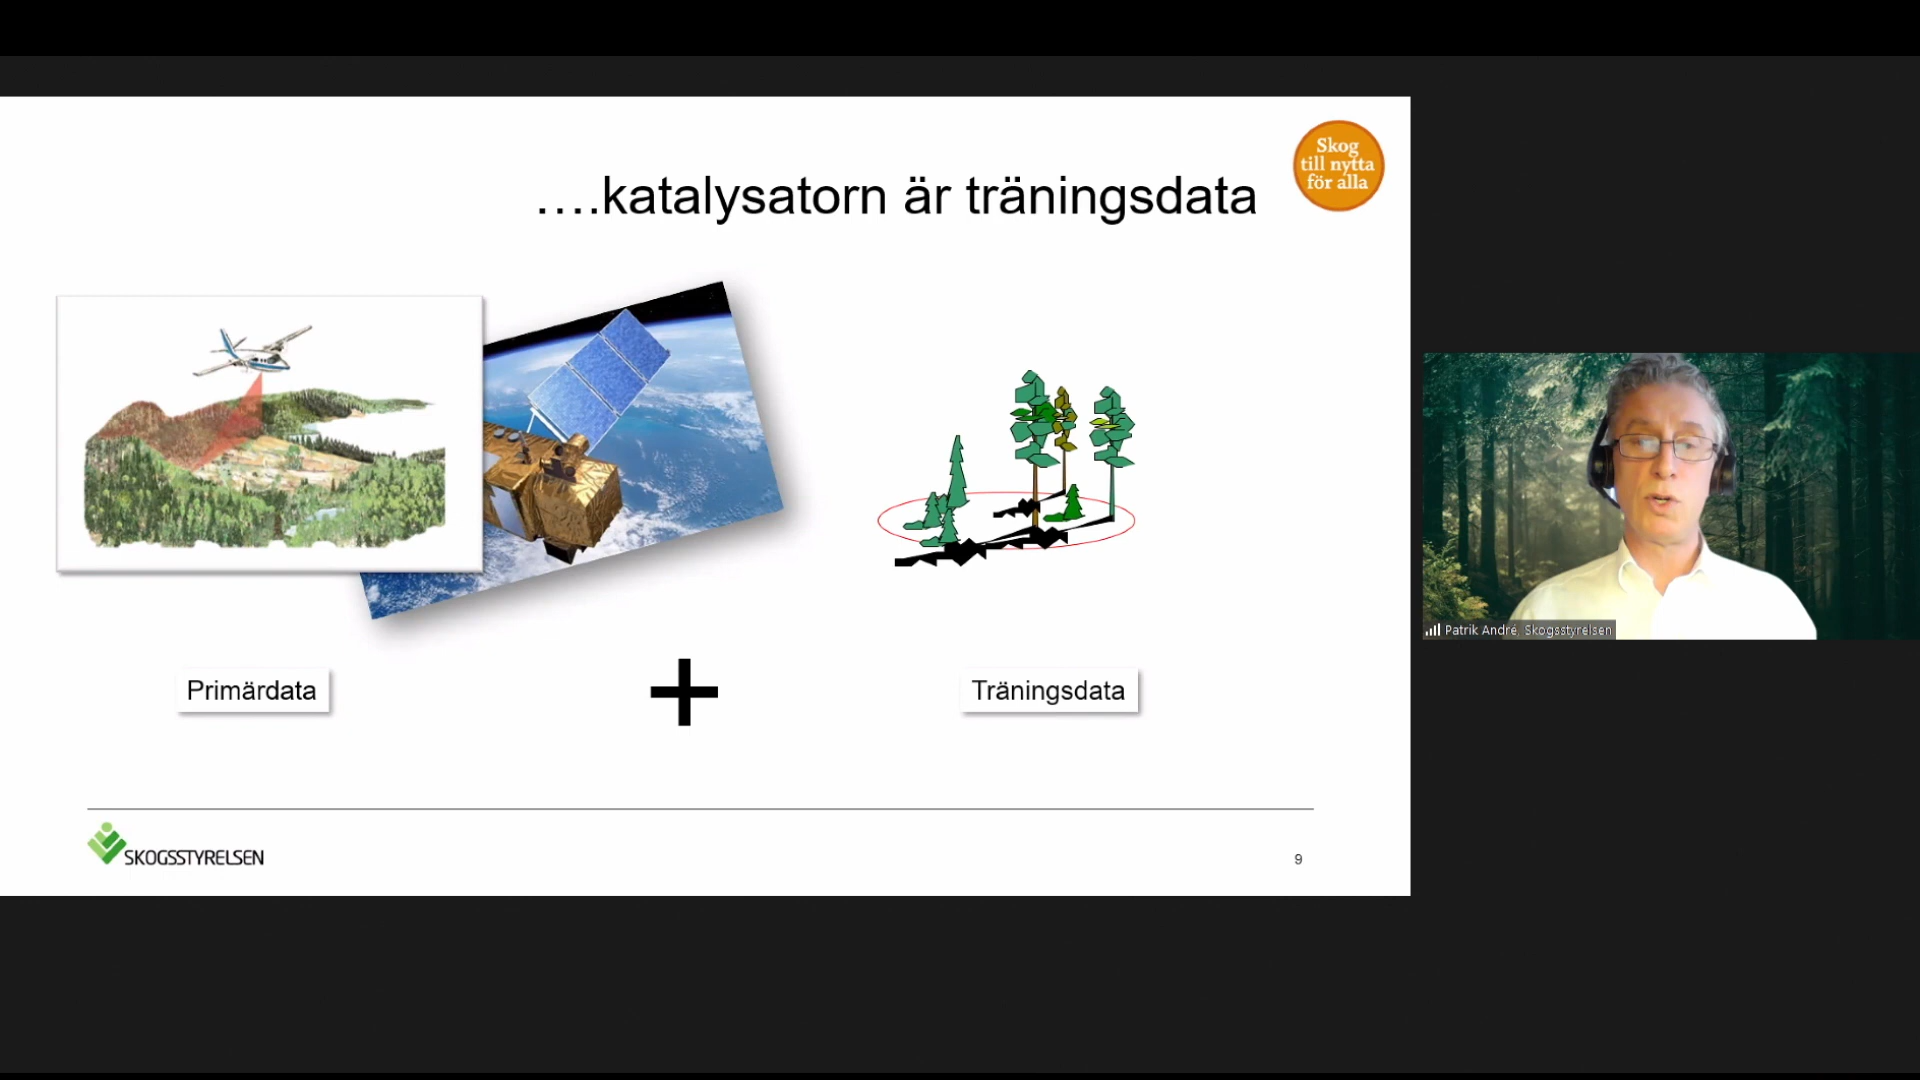 Skog
till nytta
för alla
....katalysatorn är träningsdata
Primärdata
+
Träningsdata
SKOGSSTYRELSEN
9
Patrik André, Skogsstyrelsen